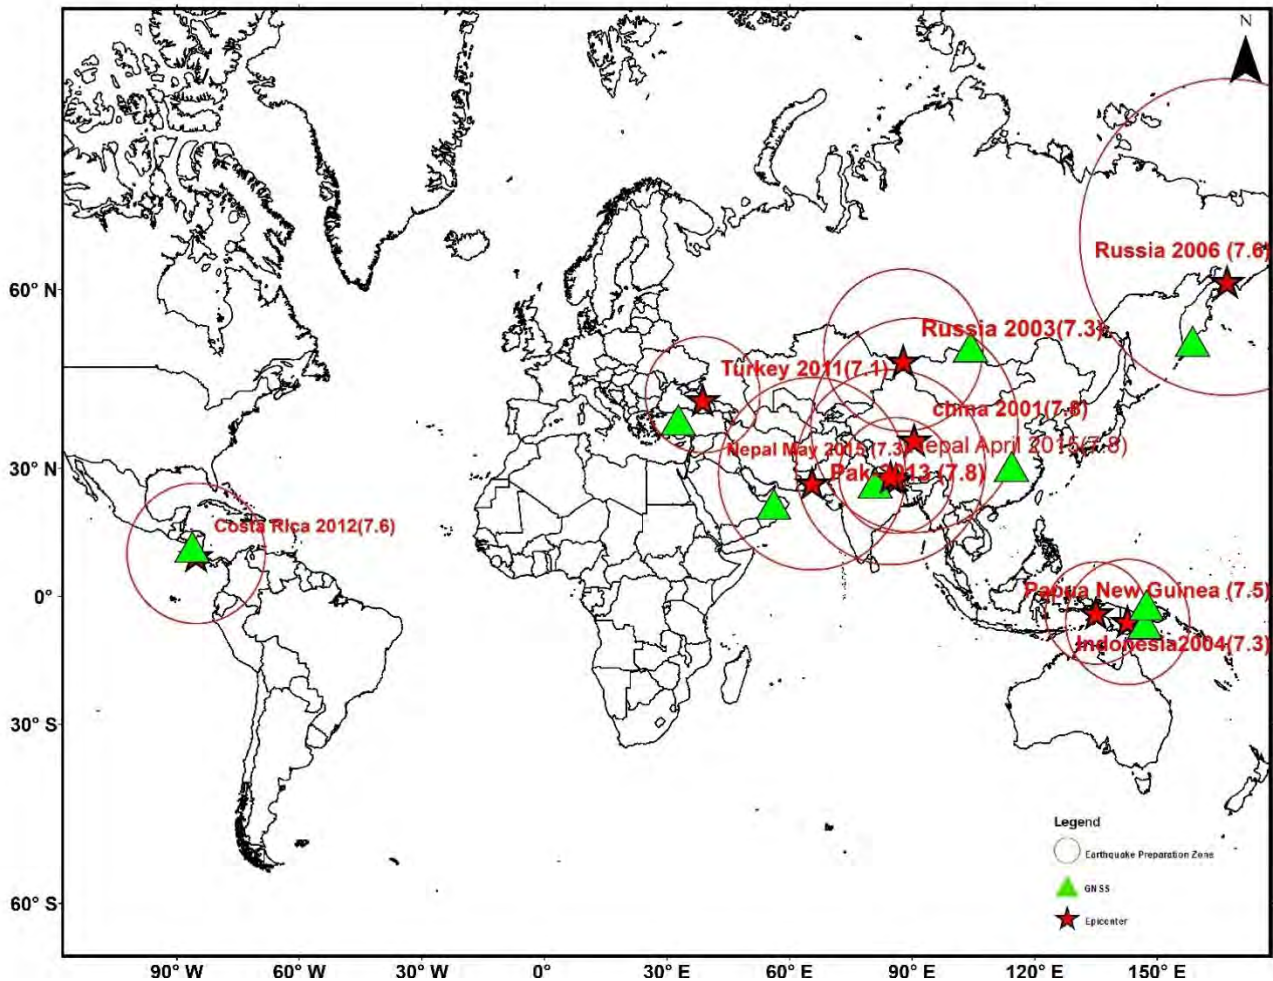 N
Russia 2006 (7.6)
60° N
Russia 2003(7.3)
Turkey 2011(7.1)
china 2001(7.8)
Nepal April 2015(7.8)
Nepal May 2015 (7.3)
30° N
Pak 2013 (7.8)
Costa Rica 2012(7.6)
0°
Papua New Guinea (7.5)
Indonesia2004(7.3)
30° S
Legend
Earthquake Preparation Zone
GNSS
60° S
Epicenter
90° W 60° W 30° W 0° 30° E 60° E 90° E 120° E 150° E